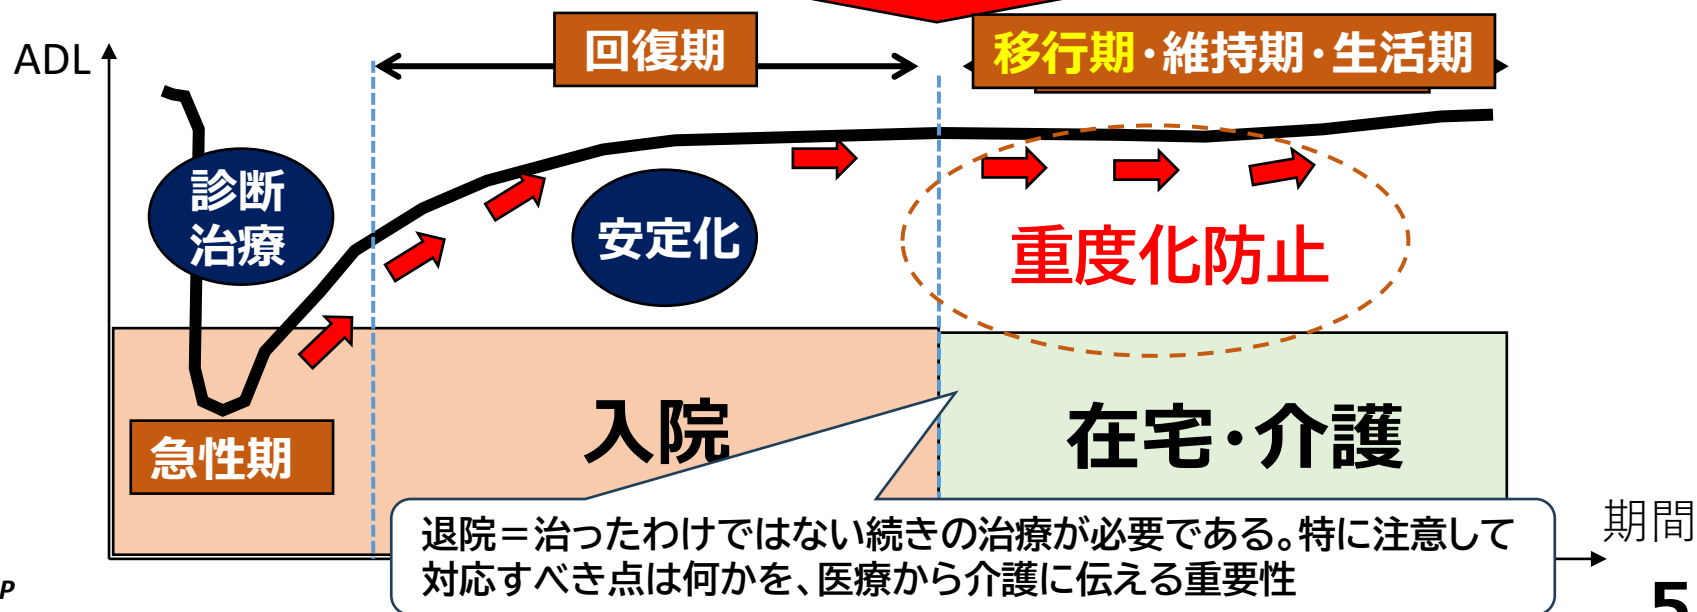 ADL
回復期
移行期・維持期・生活期
診断
治療
安定化
重度化防止
急性期
入院
在宅・介護
退院＝治ったわけではない続きの治療が必要である。特に注意して
対応すべき点は何かを、医療から介護に伝える重要性
期間
P
5